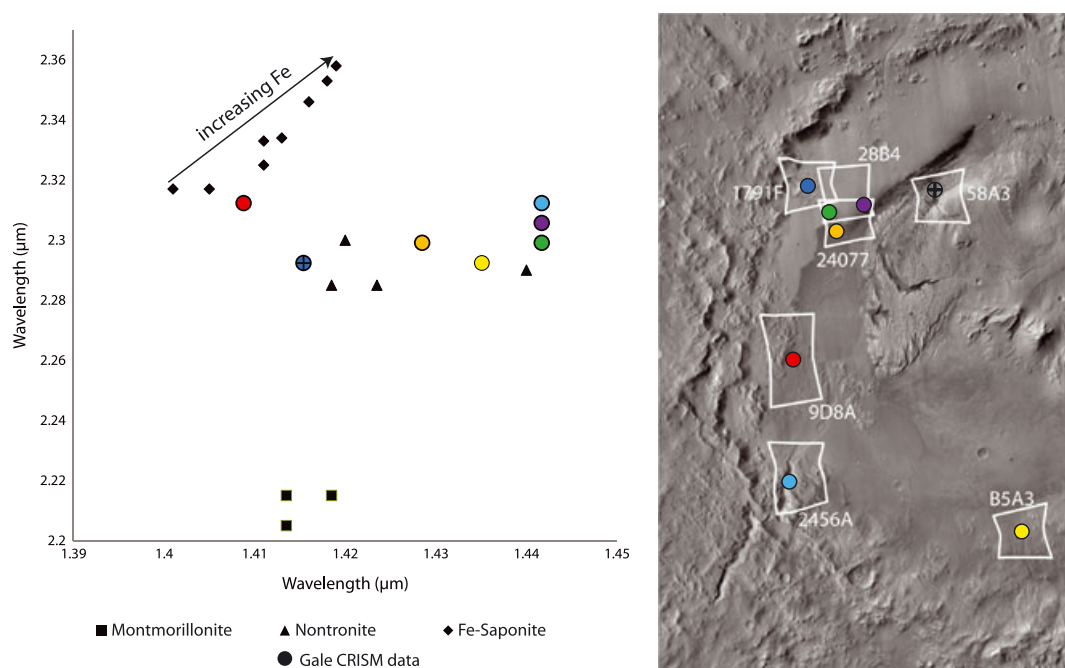 2.36
2.34
2.32
2.3
2.28
2.26
2.24
2.22
2.2
Wavelength (µm)
increasing Fe
1.39 1.4 1.41 1.42 1.43 1.44 1.45
Wavelength (µm)
Montmorillonite Nontronite Fe-Saponite
Gale CRISM data
28B4
1791F
58A3
24077
9D8A
2456A
B5A3